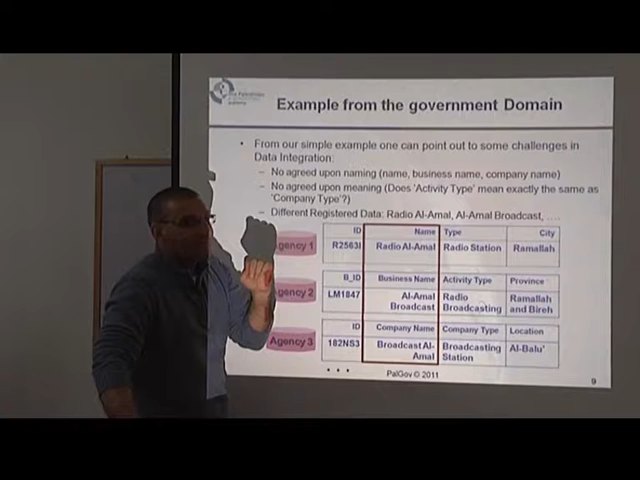 Example from the government Domain
• From our simple example one can point out to some challenges in
Data Integration:
– No agreed upon naming (name, business name, company name)
– No agreed upon meaning (Does 'Activity Type' mean exactly the same as
'Company Type'?)
– Different Registered Data: Radio Al-Amal, Al-Amal Broadcast, ....
ID Name Type City
gency 1 R2563I Radio Al-Amal Radio Station Ramallah
B_ID Business Name Activity Type Province
gency 2 LM1847 Al-Amal Radio Ramallah
Broadcast Broadcasting and Bireh
ID Company Name Company Type Location
Agency 3 182NS3 Broadcast Al- Broadcasting Al-Balu'
Amal Station
• • •
PalGov © 2011
9